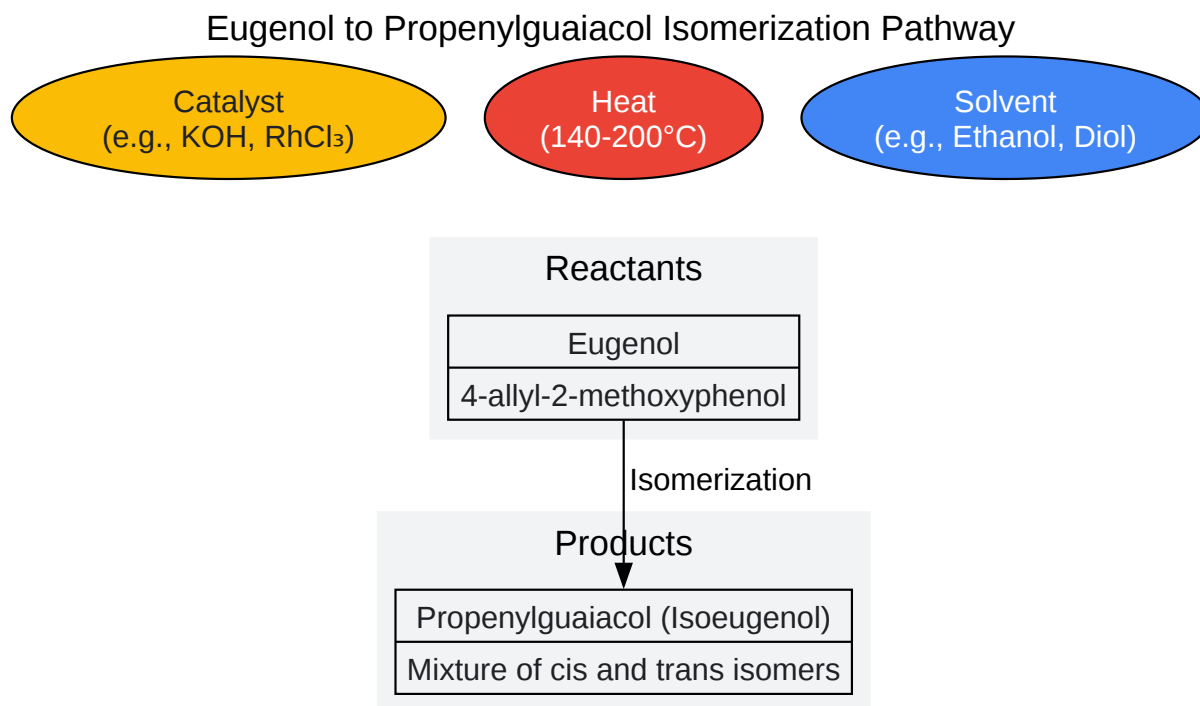 Eugenol to Propenylguaiacol Isomerization Pathway
Catalyst
(e.g., KOH, RhCl₃)
Heat
(140-200°C)
Solvent
(e.g., Ethanol, Diol)
Reactants
Eugenol
4-allyl-2-methoxyphenol
Isomerization
Products
Propenylguaiacol (Isoeugenol)
Mixture of cis and trans isomers